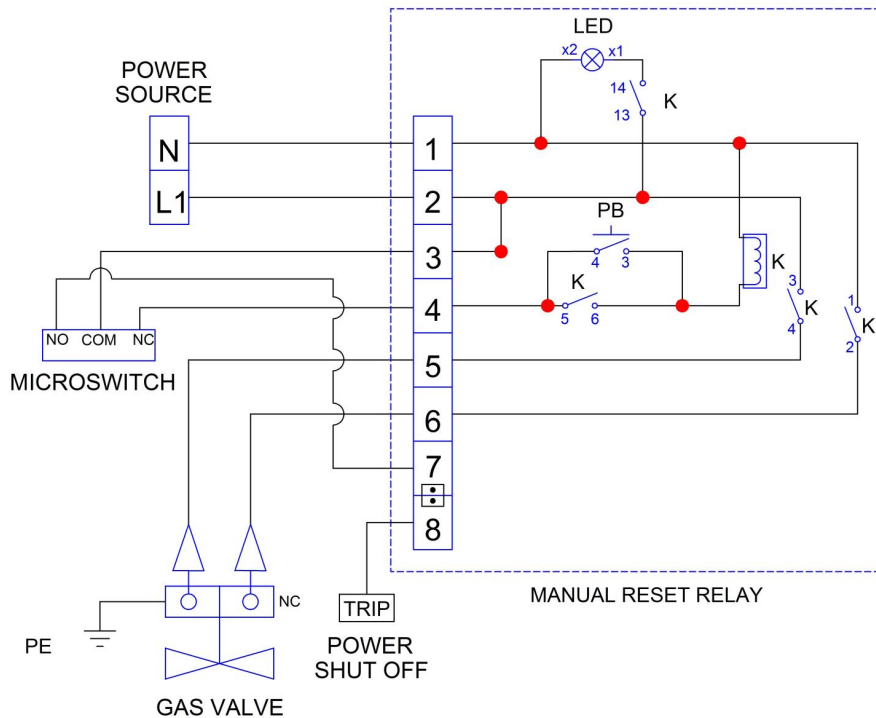 LED
x2
x1
14
13
K
POWER
SOURCE
N
L1
1
2
3
4
5
6
7
8
PB
4
3
K
5
6
K
3
4
K
1
2
K
NO
COM
NC
MICROSWITCH
NC
PE
GAS VALVE
TRIP
POWER
SHUT OFF
MANUAL RESET RELAY